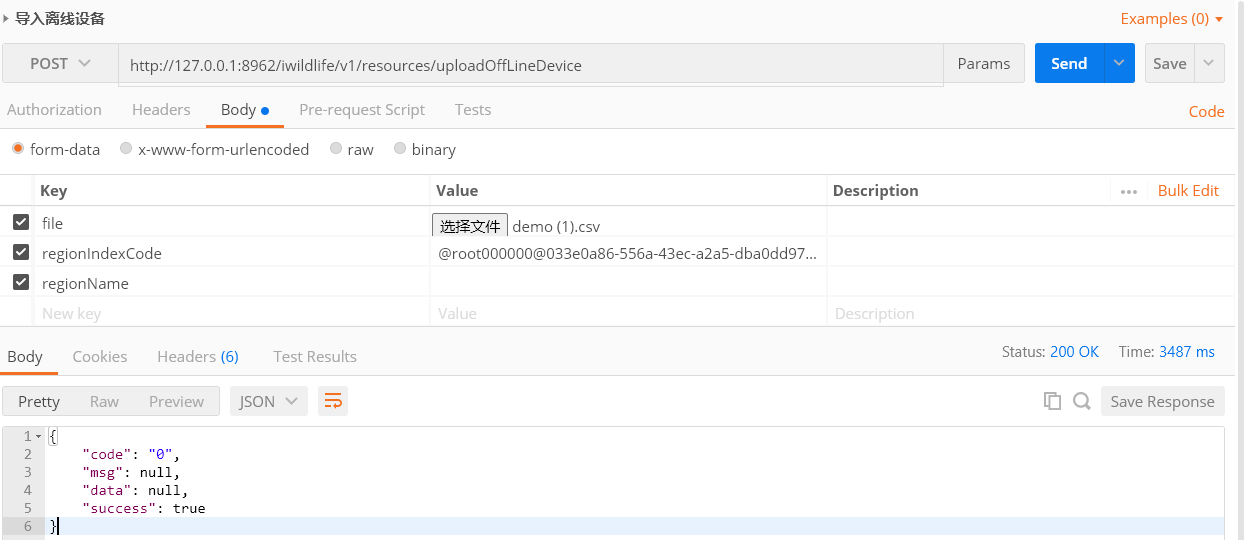 导入离线设备
Examples (0)
POST
http://127.0.0.1:8962/iwildlife/v1/resources/uploadOffLineDevice
Params
Send
Save
Authorization
Headers
Body
Pre-request Script
Tests
Code
form-data
x-www-form-urlencoded
raw
binary
Key
Value
Description
•••
Bulk Edit
file
选择文件 demo (1).csv
regionIndexCode
@root000000@033e0a86-556a-43ec-a2a5-dba0dd97...
regionName
New key
Value
Description
Body
Cookies
Headers (6)
Test Results
Status: 200 OK
Time: 3487 ms
Pretty
Raw
Preview
JSON
Save Response
1 {
2 "code": "0",
3 "msg": null,
4 "data": null,
5 "success": true
6 }